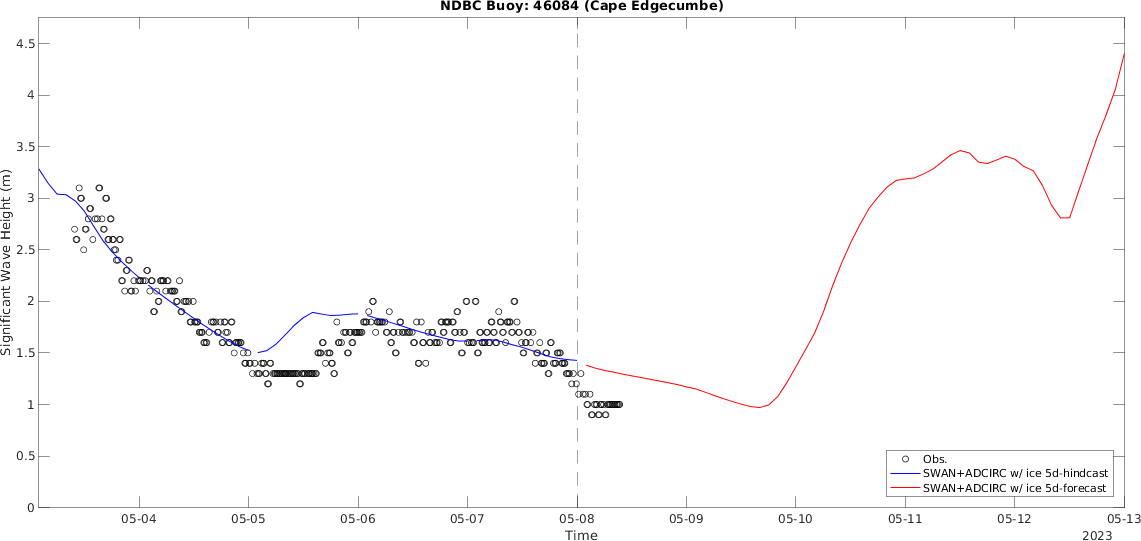 NDBC Buoy: 46084 (Cape Edgecumbe)
Significant Wave Height (m)
4.5
4
3.5
3
2.5
2
1.5
1
0.5
0
Obs.
SWAN+ADCIRC w/ ice 5d-hindcast
SWAN+ADCIRC w/ ice 5d-forecast
05-04 05-05 05-06 05-07 05-08 05-09 05-10 05-11 05-12 05-13
Time
2023